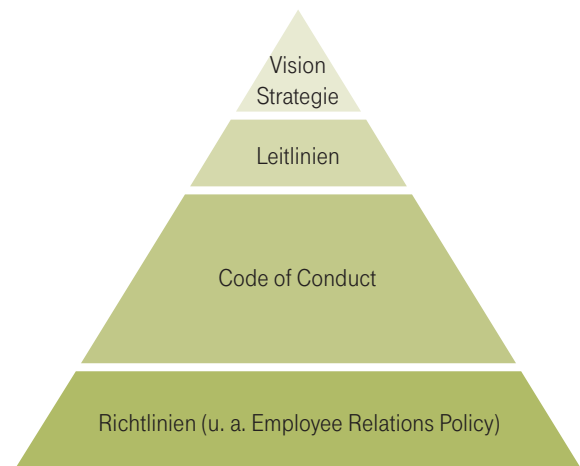 Vision
Strategie
Leitlinien
Code of Conduct
Richtlinien (u. a. Employee Relations Policy)